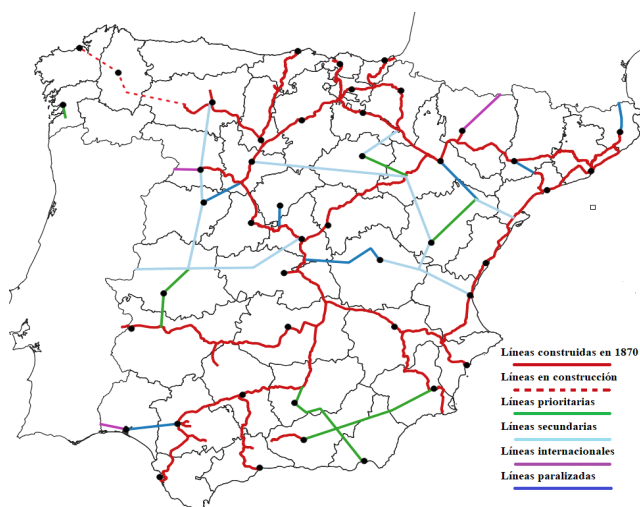 Líneas construidas en 1870
Líneas en construcción
Líneas prioritarias
Líneas secundarias
Líneas internacionales
Líneas paralizadas